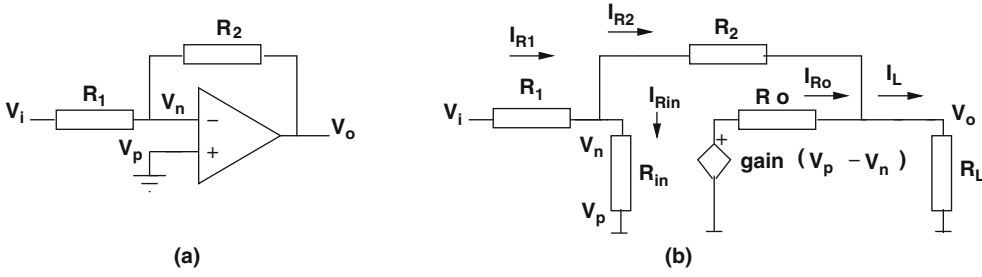 R2
R1
Vn
Vi
−
+
Vp
Vo
(a)
IR1
IR2
R2
R1
Vi
IRin
Vn
Rin
Vp
Ro
IRo
IL
Vo
+
gain (Vp − Vn)
RL
(b)